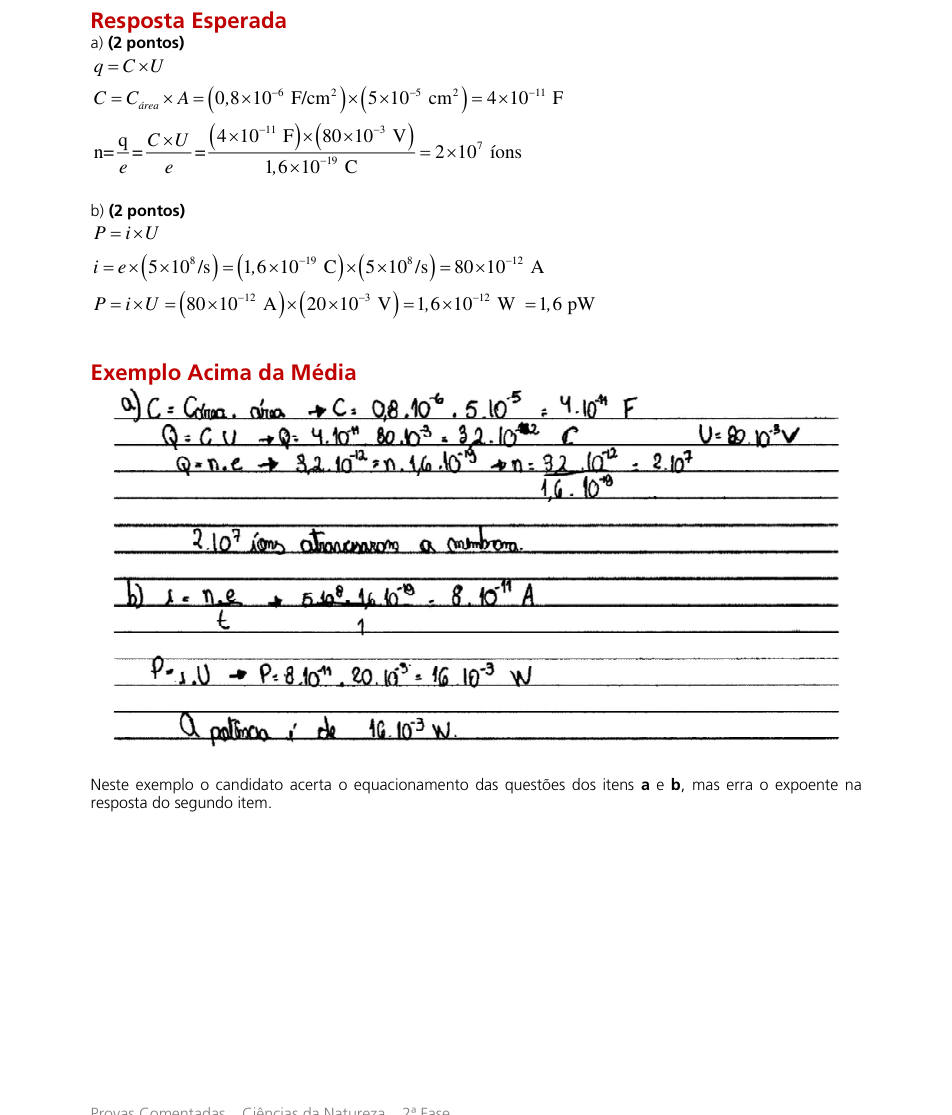 Resposta Esperada
a) (2 pontos)
q = C×U
C = C_área × A = (0,8×10⁻⁶ F/cm²)×(5×10⁻⁵ cm²) = 4×10⁻¹¹ F
n= q/e = C×U/e = (4×10⁻¹¹ F)×(80×10⁻³ V)/1,6×10⁻¹⁹ C = 2×10⁷ íons
b) (2 pontos)
P = i×U
i = e×(5×10⁸/s) = (1,6×10⁻¹⁹ C)×(5×10⁸/s) = 80×10⁻¹² A
P = i×U = (80×10⁻¹² A)×(20×10⁻³ V) = 1,6×10⁻¹² W = 1,6 pW
Exemplo Acima da Média
a) C = Cárea . área → C = 0,8.10⁻⁶ . 5.10⁻⁵ = 4.10⁻¹¹ F
Q = C.U → Q = 4.10⁻¹¹ 80.10⁻³ = 3,2.10⁻¹² C U = 80.10⁻³V
Q = n.e → 3,2.10⁻¹² = n.1,6.10⁻¹⁹ → n = 3,2.10⁻¹²/1,6.10⁻¹⁹ = 2.10⁷
2.10⁷ íons atravessaram a membrana.
b) i = n.e/t → 5.10⁸.1,6.10⁻¹⁹/1 = 8.10⁻¹¹ A
P = i.U → P = 8.10⁻¹¹ . 20.10⁻³ = 16.10⁻³ W
A potência é de 16.10⁻³ W.
Neste exemplo o candidato acerta o equacionamento das questões dos itens a e b, mas erra o expoente na
resposta do segundo item.
Provas Comentadas Ciências da Natureza 2ª Fase